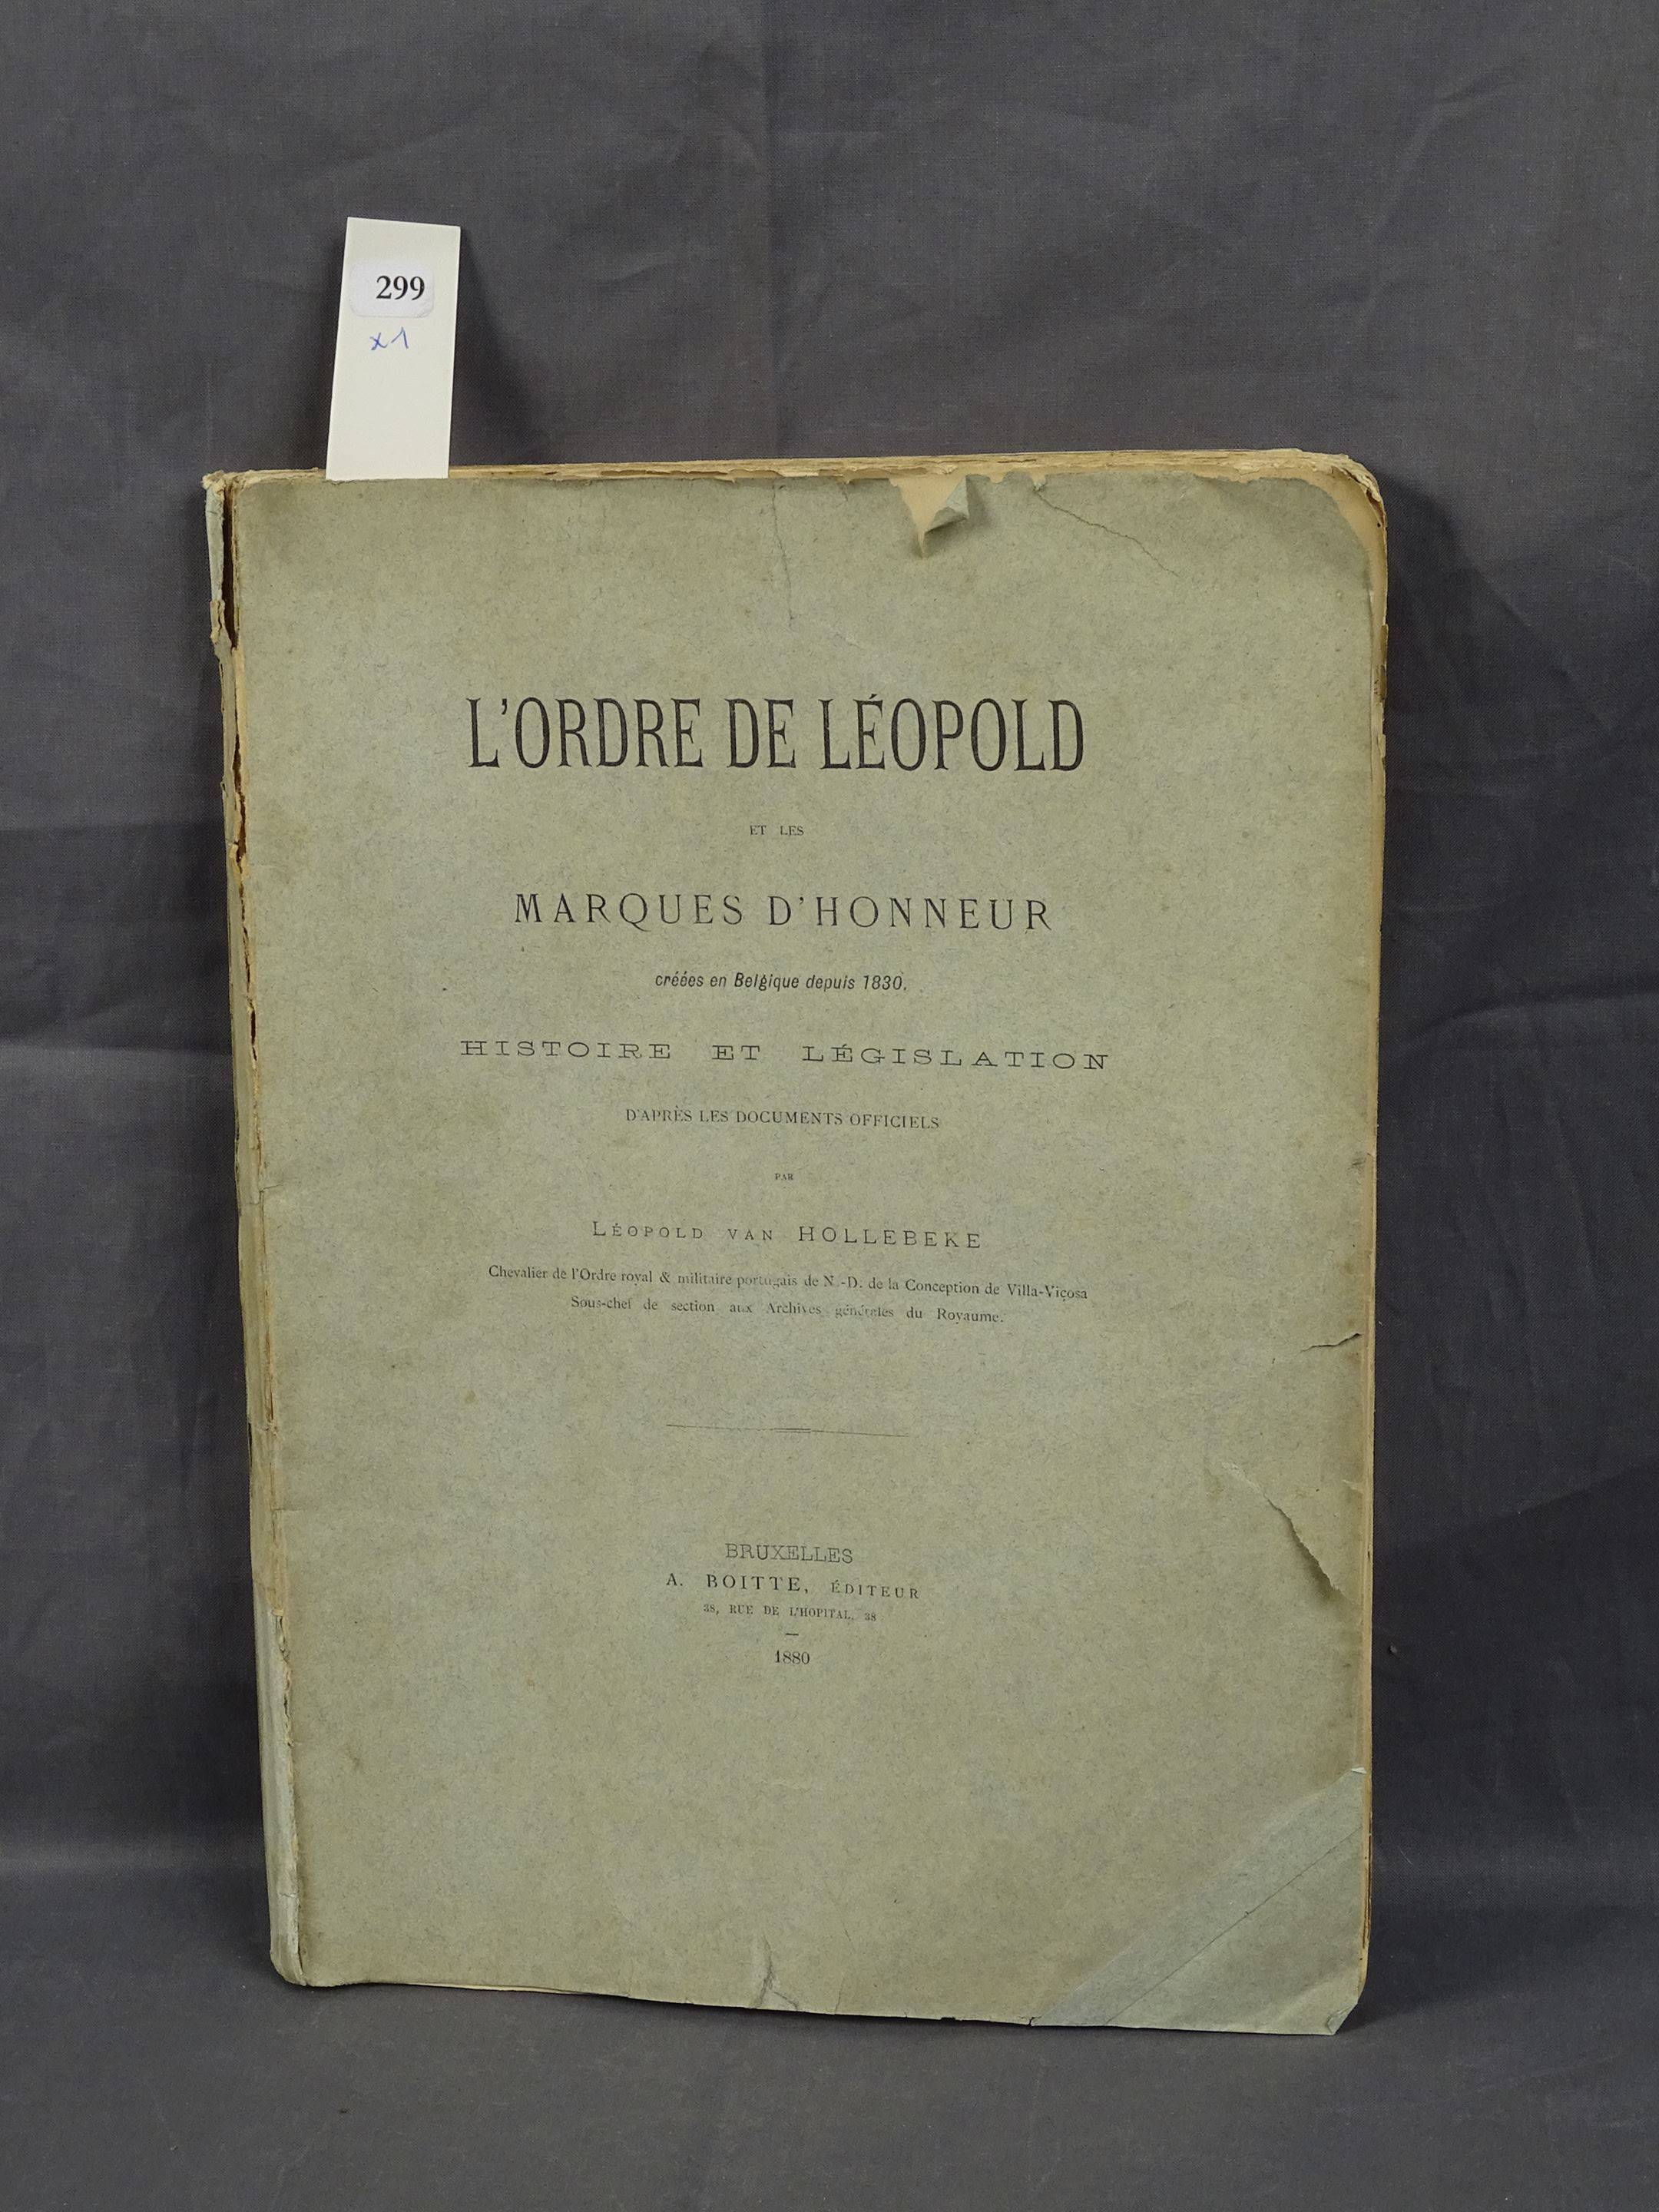 299
x1
L'ORDRE DE LÉOPOLD
ET LES
MARQUES D'HONNEUR
créées en Belgique depuis 1830.
HISTOIRE ET LÉGISLATION
D'APRÈS LES DOCUMENTS OFFICIELS
PAR
LÉOPOLD VAN HOLLEBEKE
Chevalier de l'Ordre royal & militaire portugais de N.-D. de la Conception de Villa-Viçosa
Sous-chef de section aux Archives générales du Royaume.
BRUXELLES
A. BOITTE, ÉDITEUR
38, RUE DE L'HOPITAL, 38
1880